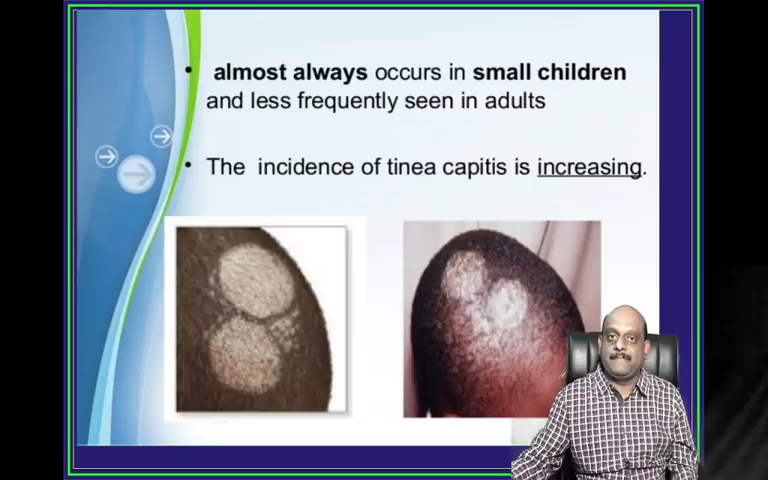 • almost always occurs in small children
and less frequently seen in adults
• The incidence of tinea capitis is increasing.